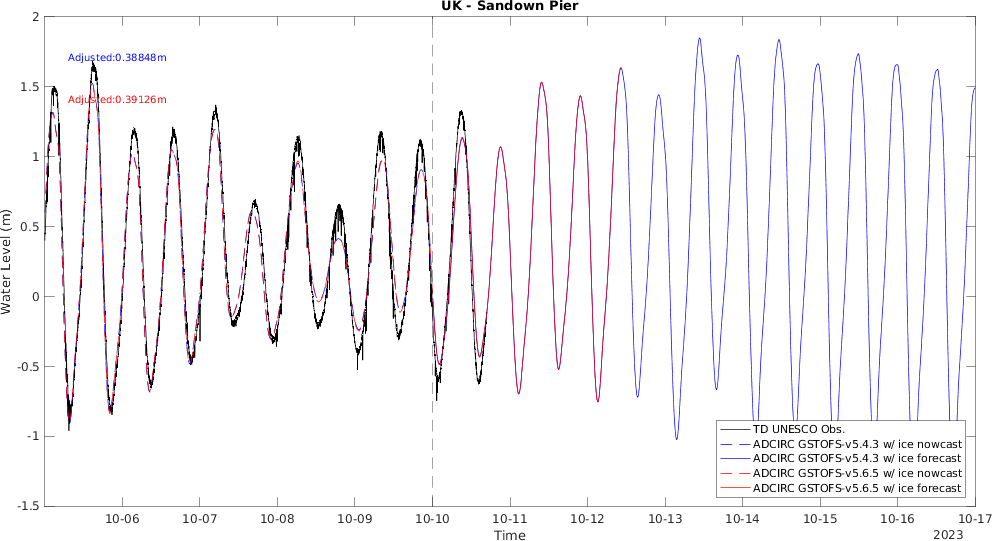 UK - Sandown Pier
Adjusted:0.38848m
Adjusted:0.39126m
Water Level (m)
2
1.5
1
0.5
0
-0.5
-1
-1.5
TD UNESCO Obs.
ADCIRC GSTOFS-v5.4.3 w/ ice nowcast
ADCIRC GSTOFS-v5.4.3 w/ ice forecast
ADCIRC GSTOFS-v5.6.5 w/ ice nowcast
ADCIRC GSTOFS-v5.6.5 w/ ice forecast
10-06 10-07 10-08 10-09 10-10 10-11 10-12 10-13 10-14 10-15 10-16 10-17
Time
2023